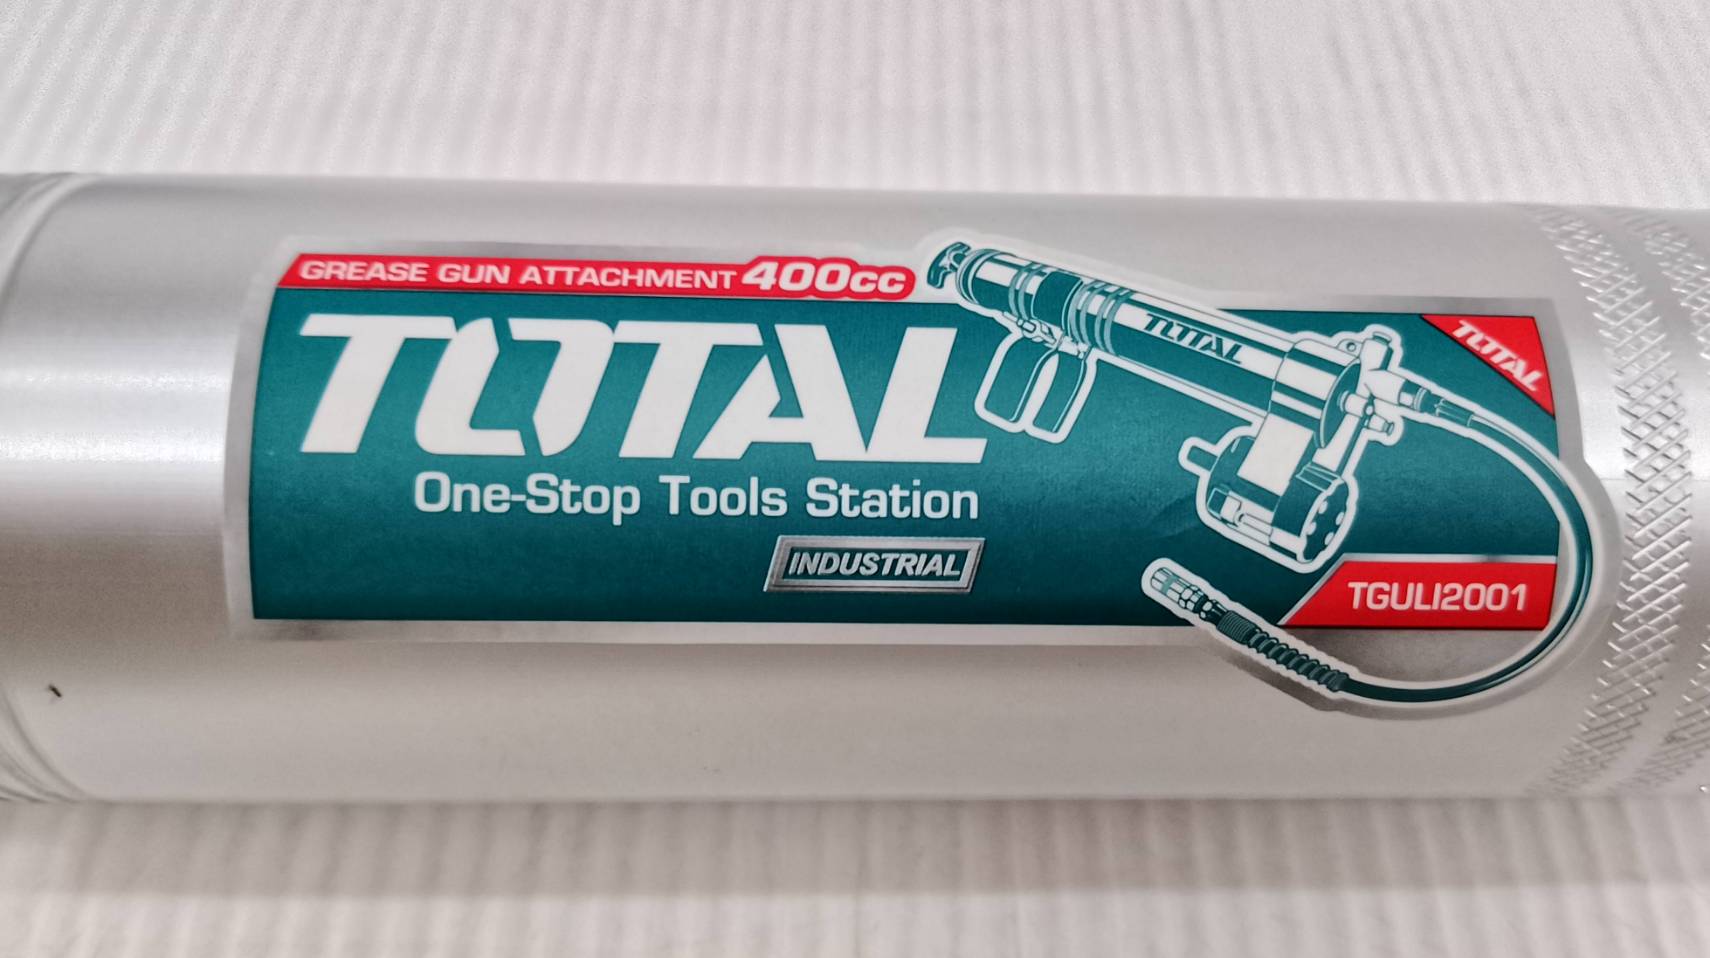 GREASE GUN ATTACHMENT 400cc
TOTAL
One-Stop Tools Station
INDUSTRIAL
TOTAL
TOTAL
TGULI2001